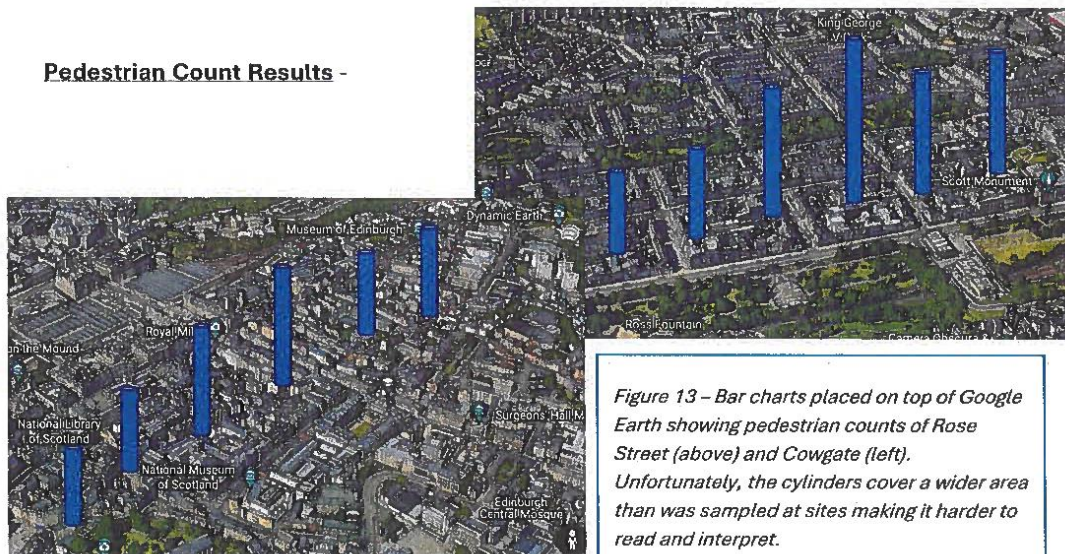 Pedestrian Count Results -
King George
Scott Monument
Ross Fountain
Camera Obscura &
Dynamic Earth
Museum of Edinburgh
Royal Mil
on the Mound
National Library
of Scotland
National Museum
of Scotland
Surgeons' Hall M
Edinburgh
Central Mosque
Figure 13 – Bar charts placed on top of Google
Earth showing pedestrian counts of Rose
Street (above) and Cowgate (left).
Unfortunately, the cylinders cover a wider area
than was sampled at sites making it harder to
read and interpret.